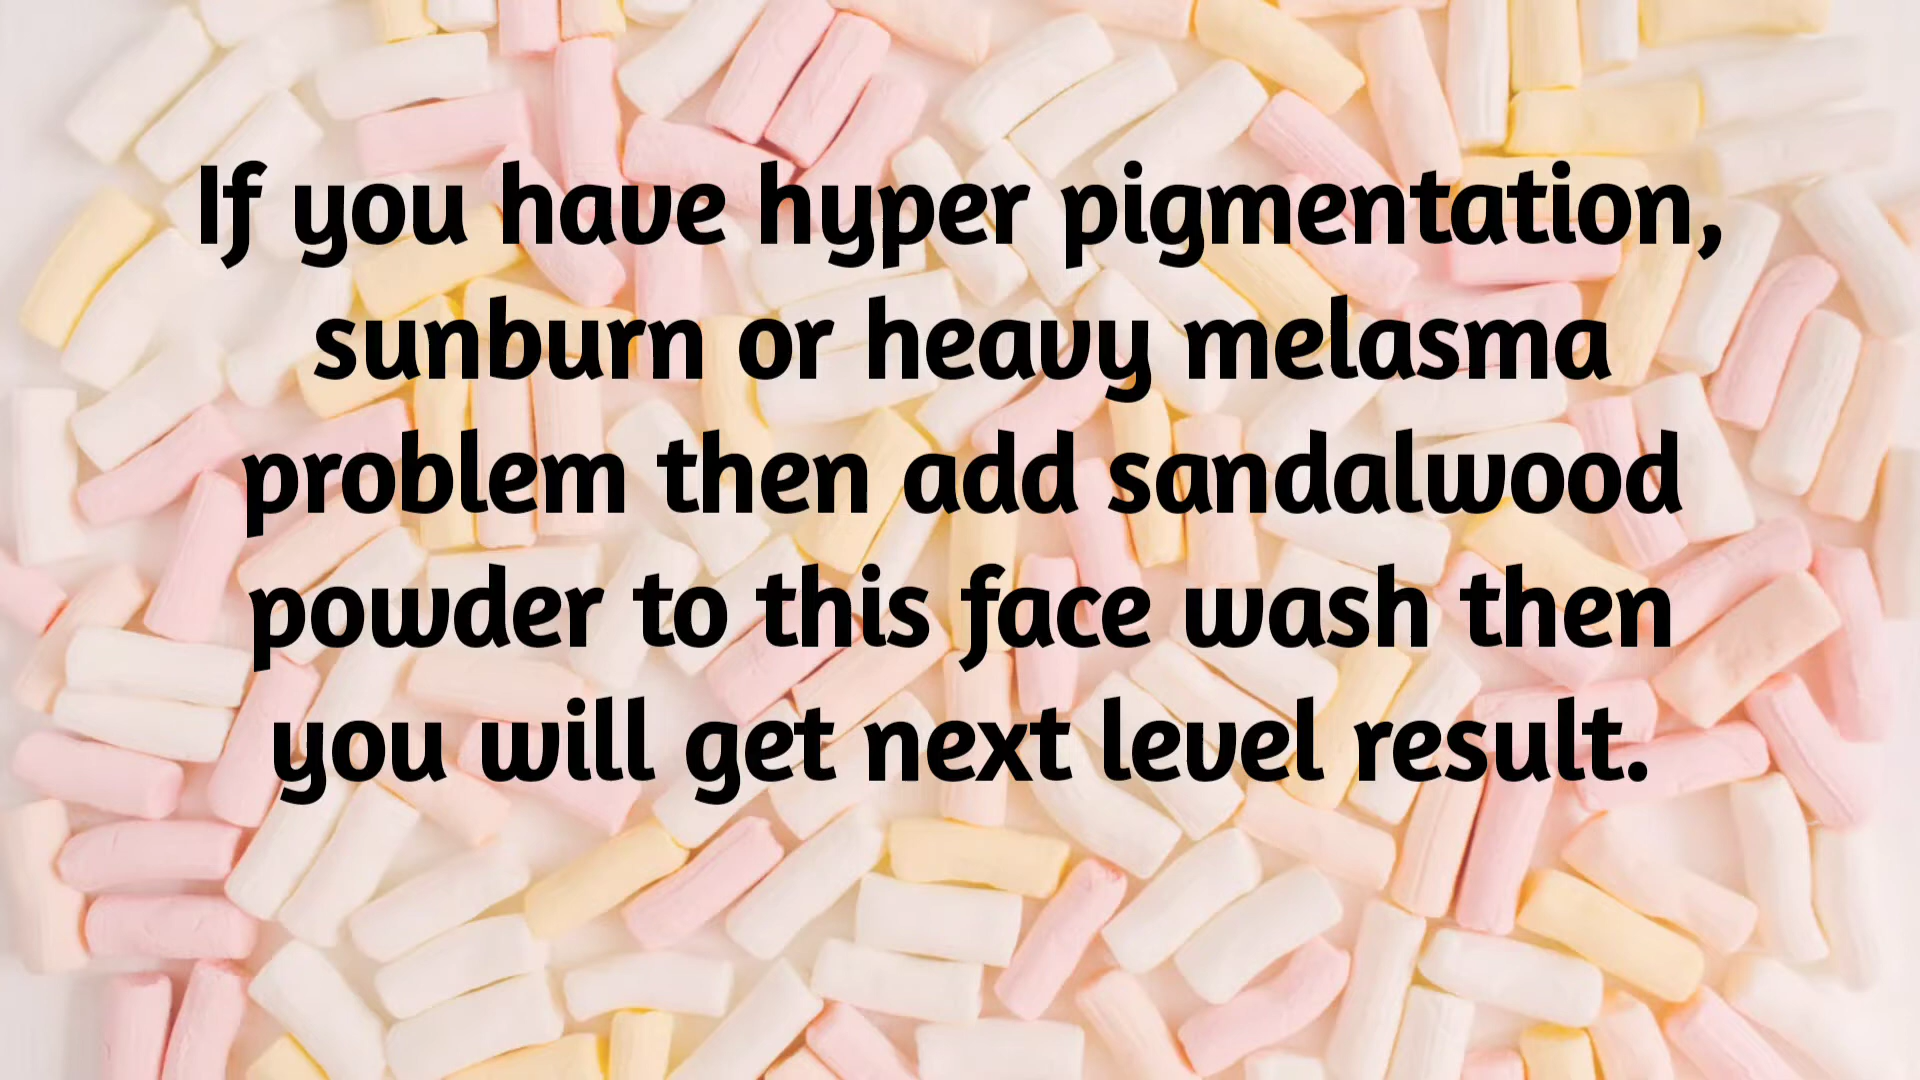 If you have hyper pigmentation,
sunburn or heavy melasma
problem then add sandalwood
powder to this face wash then
you will get next level result.